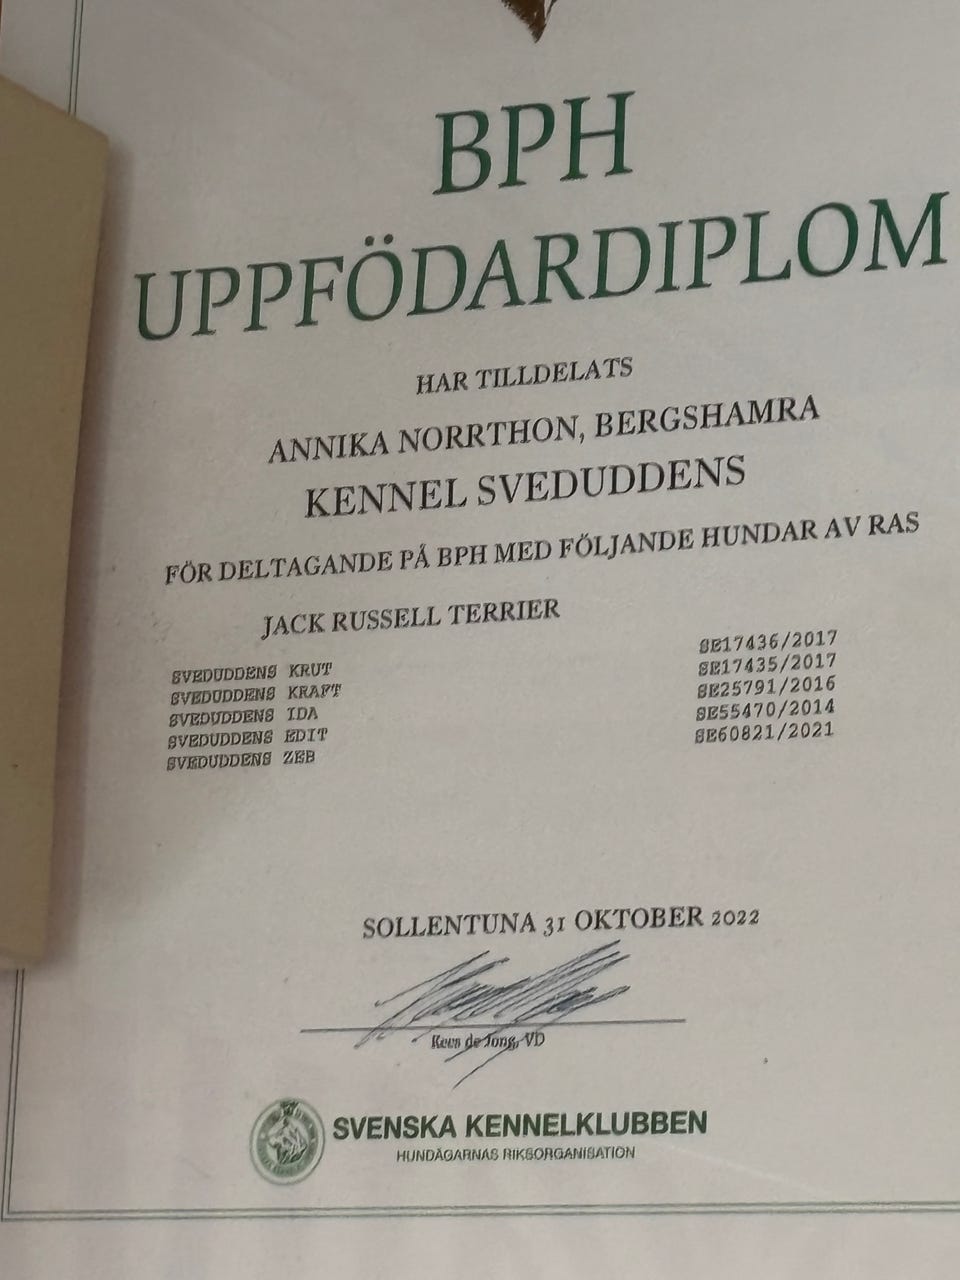 BPH
UPPFÖDARDIPLOM
HAR TILLDELATS
ANNIKA NORRTHON, BERGSHAMRA
KENNEL SVEDUDDENS
FÖR DELTAGANDE PÅ BPH MED FÖLJANDE HUNDAR AV RAS
JACK RUSSELL TERRIER
SVEDUDDENS KRUT SE17436/2017
SVEDUDDENS KRAFT SE17435/2017
SVEDUDDENS IDA SE25791/2016
SVEDUDDENS EDIT SE55470/2014
SVEDUDDENS ZEB SE60821/2021
SOLLENTUNA 31 OKTOBER 2022
Kees de Jong, VD
SVENSKA KENNELKLUBBEN
HUNDÄGARNAS RIKSORGANISATION